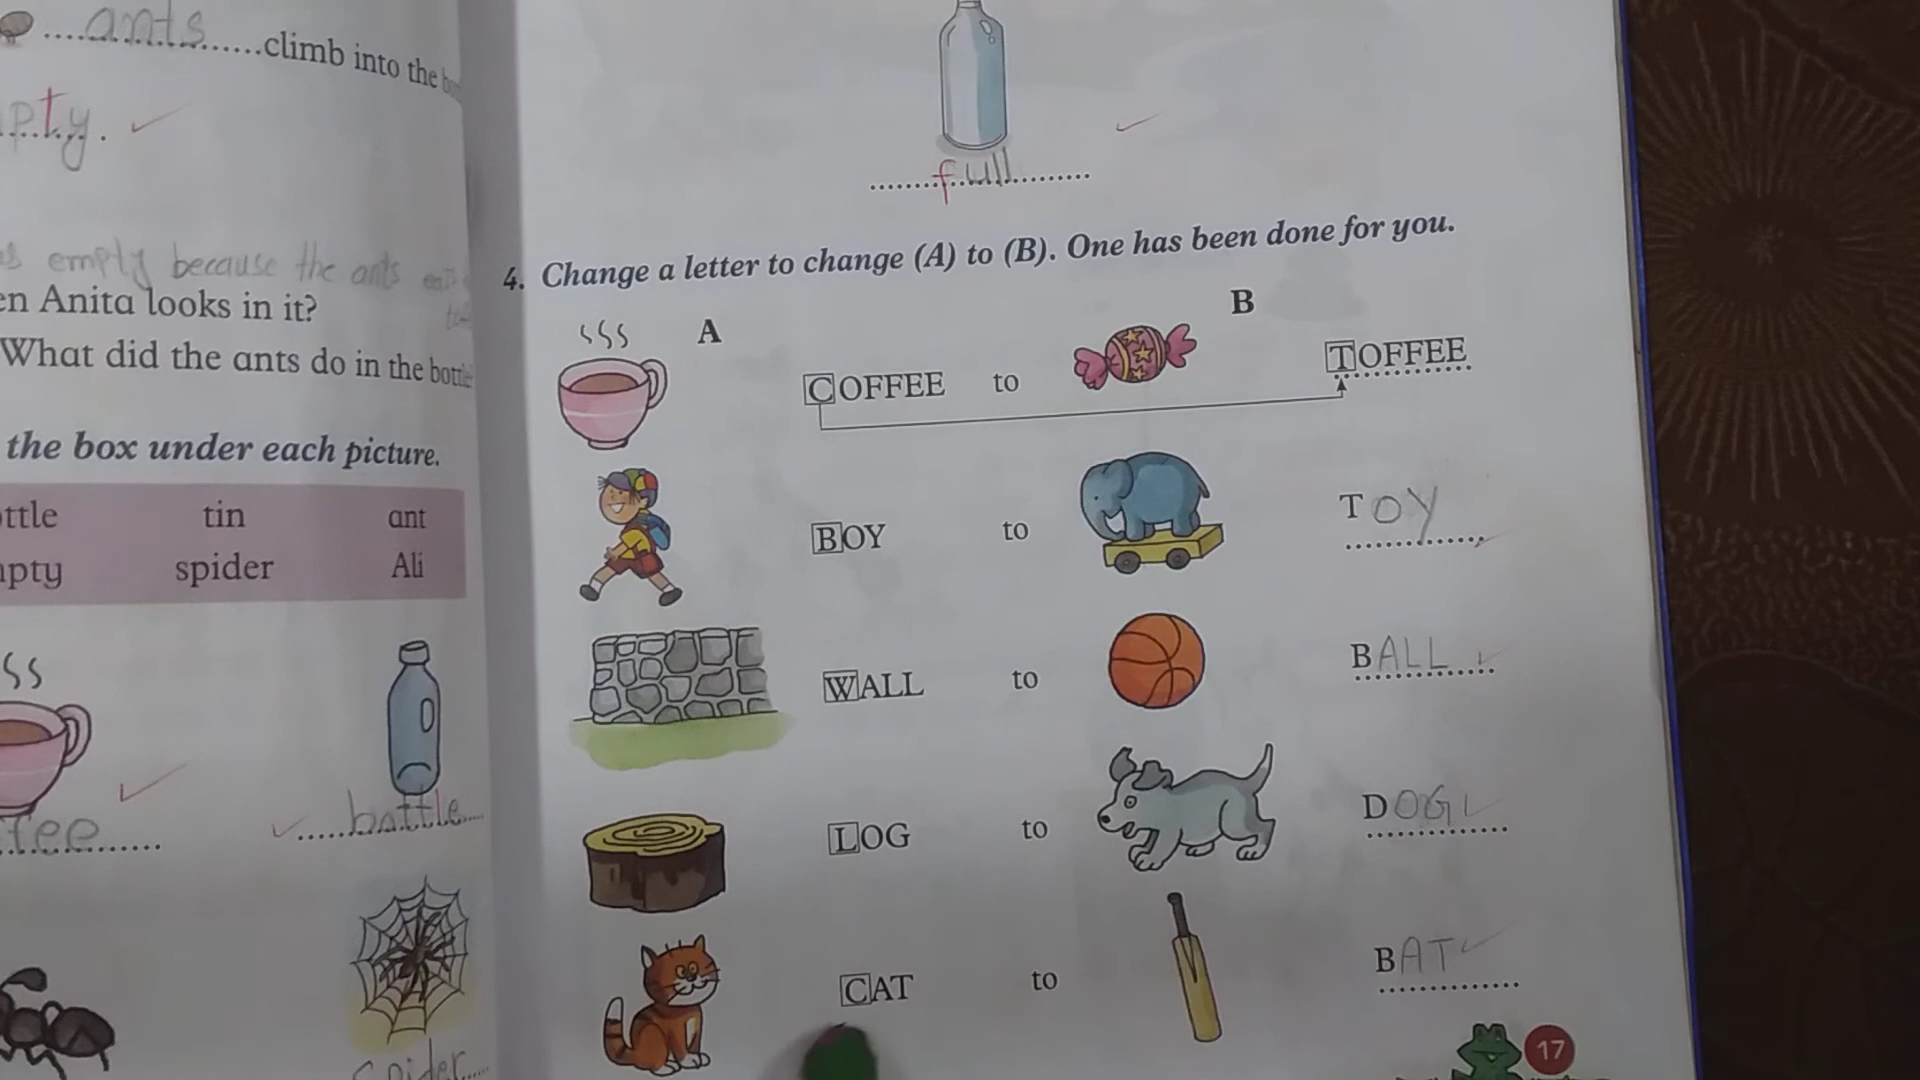 ants climb into the
pty.
empty because the ants
en Anita looks in it?
What did the ants do in the bottle
the box under each picture.
ttle tin ant
pty spider Ali
fee
bottle
spider
full
4. Change a letter to change (A) to (B). One has been done for you.
A B
COFFEE to TOFFEE
BOY to TOY
WALL to BALL
LOG to DOG
CAT to BAT
17